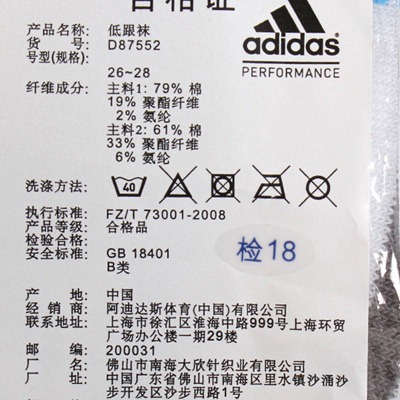 合格证
产品名称: 低跟袜
货 号: D87552
号型(规格):
26~28
纤维成分: 主料1: 79% 棉
19% 聚酯纤维
2% 氨纶
主料2: 61% 棉
33% 聚酯纤维
6% 氨纶
adidas
PERFORMANCE
洗涤方法: 40
执行标准: FZ/T 73001-2008
产品等级: 合格品
检验合格:
安全标准: GB 18401
B类
检18
产 地: 中国
经 销 商: 阿迪达斯体育(中国)有限公司
联系地址: 上海市徐汇区淮海中路999号上海环贸
广场办公楼一期29楼
邮 编: 200031
厂 名: 佛山市南海大欣针织业有限公司
厂 址: 中国广东省佛山市南海区里水镇沙涌沙
步开发区沙步西路1号